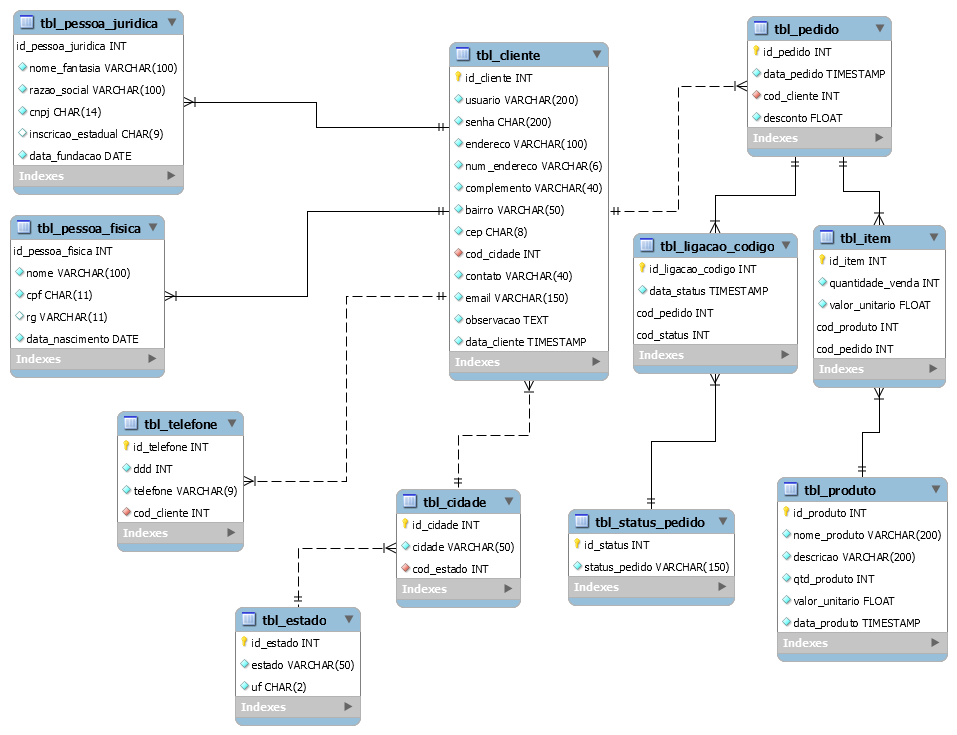 tbl_pessoa_juridica
id_pessoa_juridica INT
nome_fantasia VARCHAR(100)
razao_social VARCHAR(100)
cnpj CHAR(14)
inscricao_estadual CHAR(9)
data_fundacao DATE
Indexes
tbl_pessoa_fisica
id_pessoa_fisica INT
nome VARCHAR(100)
cpf CHAR(11)
rg VARCHAR(11)
data_nascimento DATE
Indexes
tbl_telefone
id_telefone INT
ddd INT
telefone VARCHAR(9)
cod_cliente INT
Indexes
tbl_estado
id_estado INT
estado VARCHAR(50)
uf CHAR(2)
Indexes
tbl_cliente
id_cliente INT
usuario VARCHAR(200)
senha CHAR(200)
endereco VARCHAR(100)
num_endereco VARCHAR(6)
complemento VARCHAR(40)
bairro VARCHAR(50)
cep CHAR(8)
cod_cidade INT
contato VARCHAR(40)
email VARCHAR(150)
observacao TEXT
data_cliente TIMESTAMP
Indexes
tbl_cidade
id_cidade INT
cidade VARCHAR(50)
cod_estado INT
Indexes
tbl_pedido
id_pedido INT
data_pedido TIMESTAMP
cod_cliente INT
desconto FLOAT
Indexes
tbl_ligacao_codigo
id_ligacao_codigo INT
data_status TIMESTAMP
cod_pedido INT
cod_status INT
Indexes
tbl_item
id_item INT
quantidade_venda INT
valor_unitario FLOAT
cod_produto INT
cod_pedido INT
Indexes
tbl_status_pedido
id_status INT
status_pedido VARCHAR(150)
Indexes
tbl_produto
id_produto INT
nome_produto VARCHAR(200)
descricao VARCHAR(200)
qtd_produto INT
valor_unitario FLOAT
data_produto TIMESTAMP
Indexes